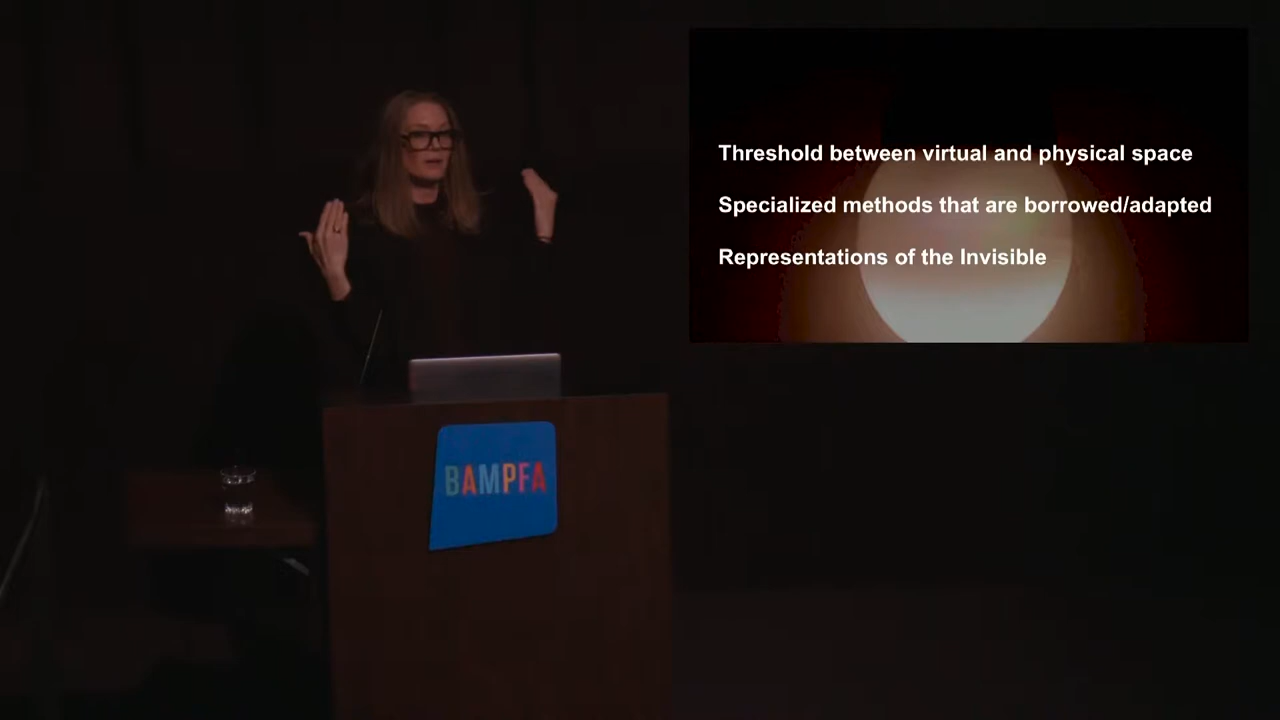 Threshold between virtual and physical space
Specialized methods that are borrowed/adapted
Representations of the Invisible
BAMPFA